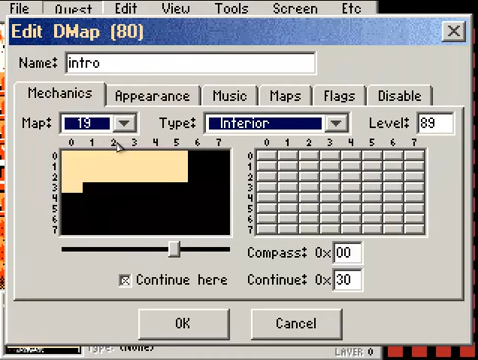 File Quest Edit View Tools Screen Etc
Edit DMap (80)
Name: intro
Mechanics Appearance Music Maps Flags Disable
Map: 19 Type: Interior Level: 89
0 1 2 3 4 5 6 7 0 1 2 3 4 5 6 7
0 0
1 1
2 2
3 3
4 4
5 5
6 6
7 7
Compass: 0x 00
Continue here Continue: 0x 30
OK Cancel
Type: (None)
LAYER 0